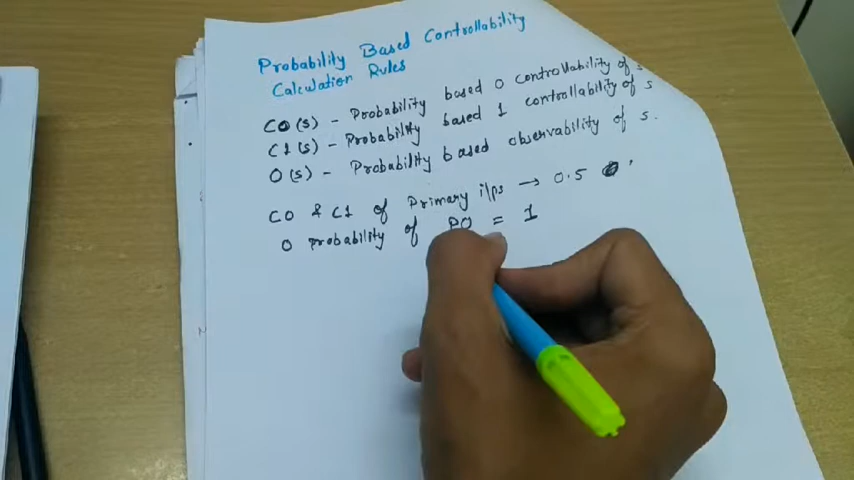 Probability Based Controllability
Calculation Rules
C0(s) - Probability based 0 controllability of s
C1(s) - Probability based 1 controllability of s
O(s) - Probability based observability of s.
C0 & C1 of Primary i/ps → 0.5
O probability of PO = 1